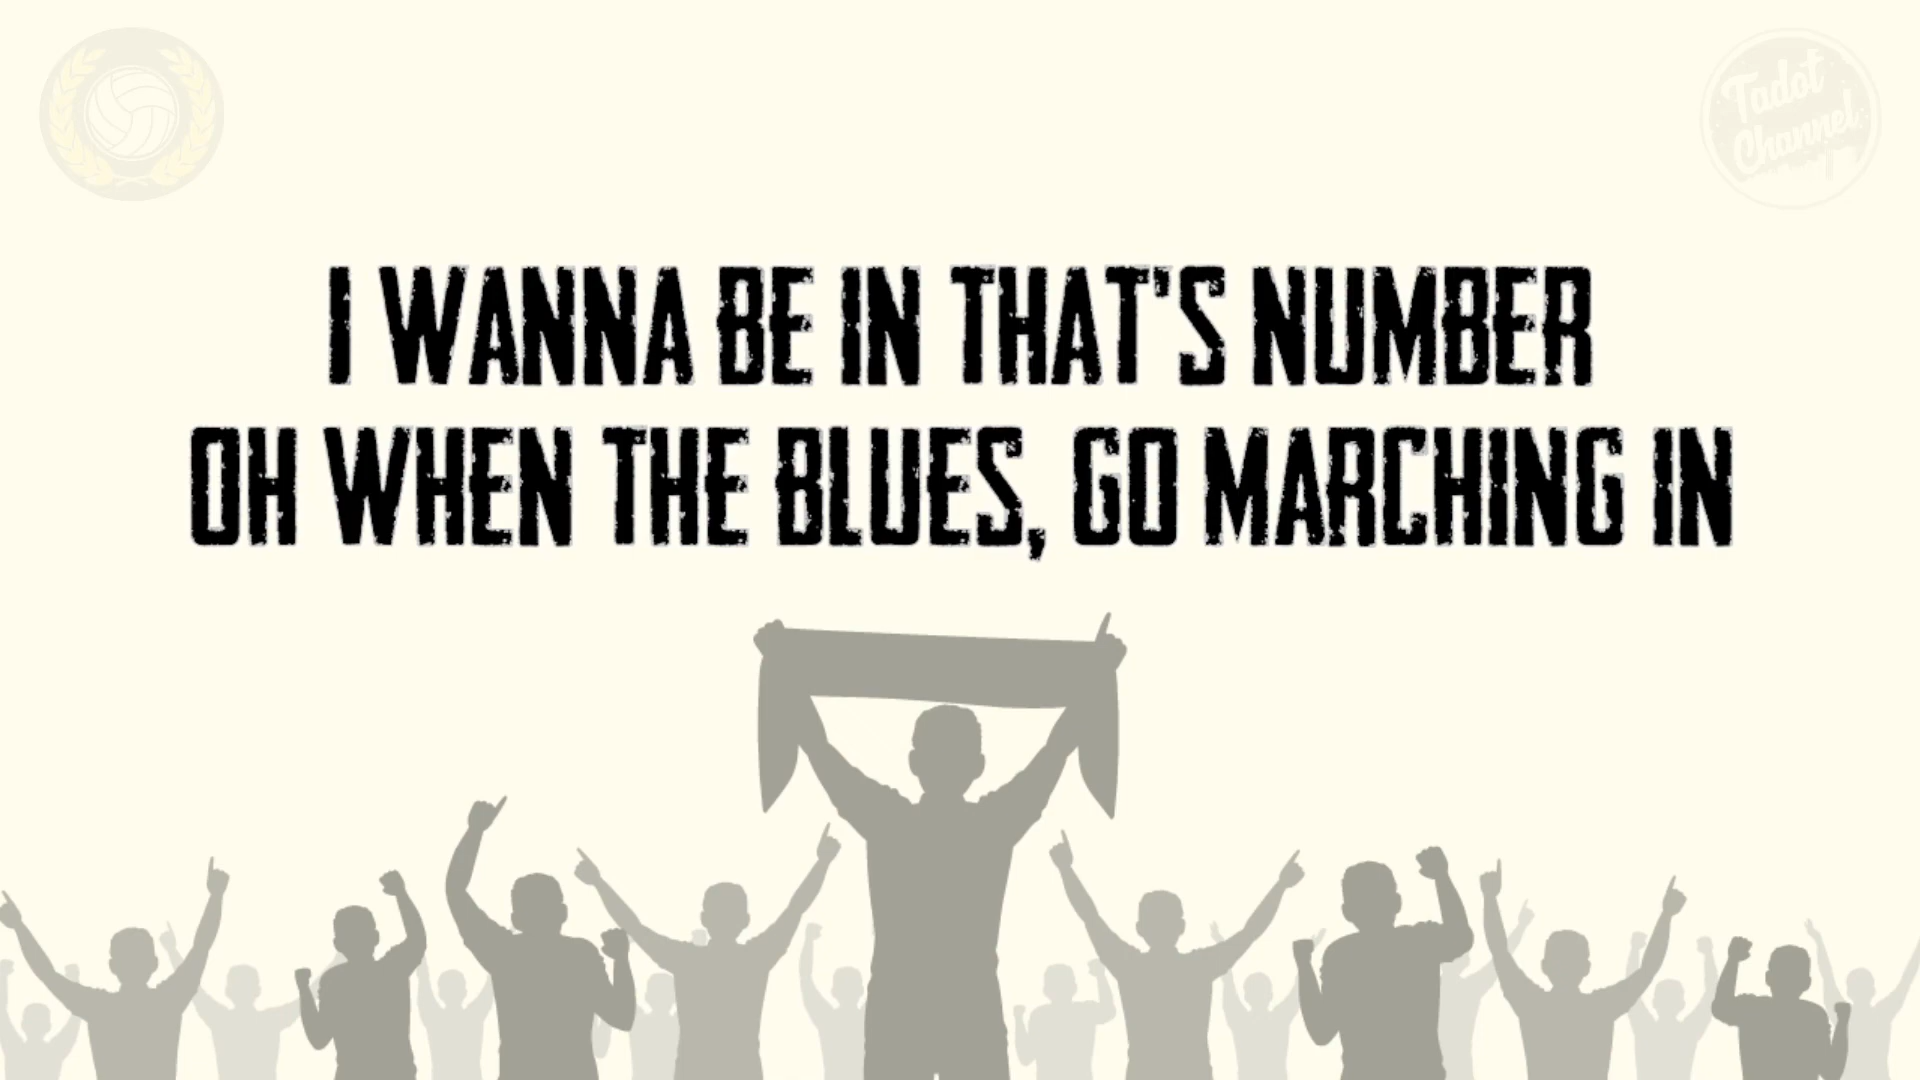 Tadot
Channel
I WANNA BE IN THAT'S NUMBER
OH WHEN THE BLUES, GO MARCHING IN